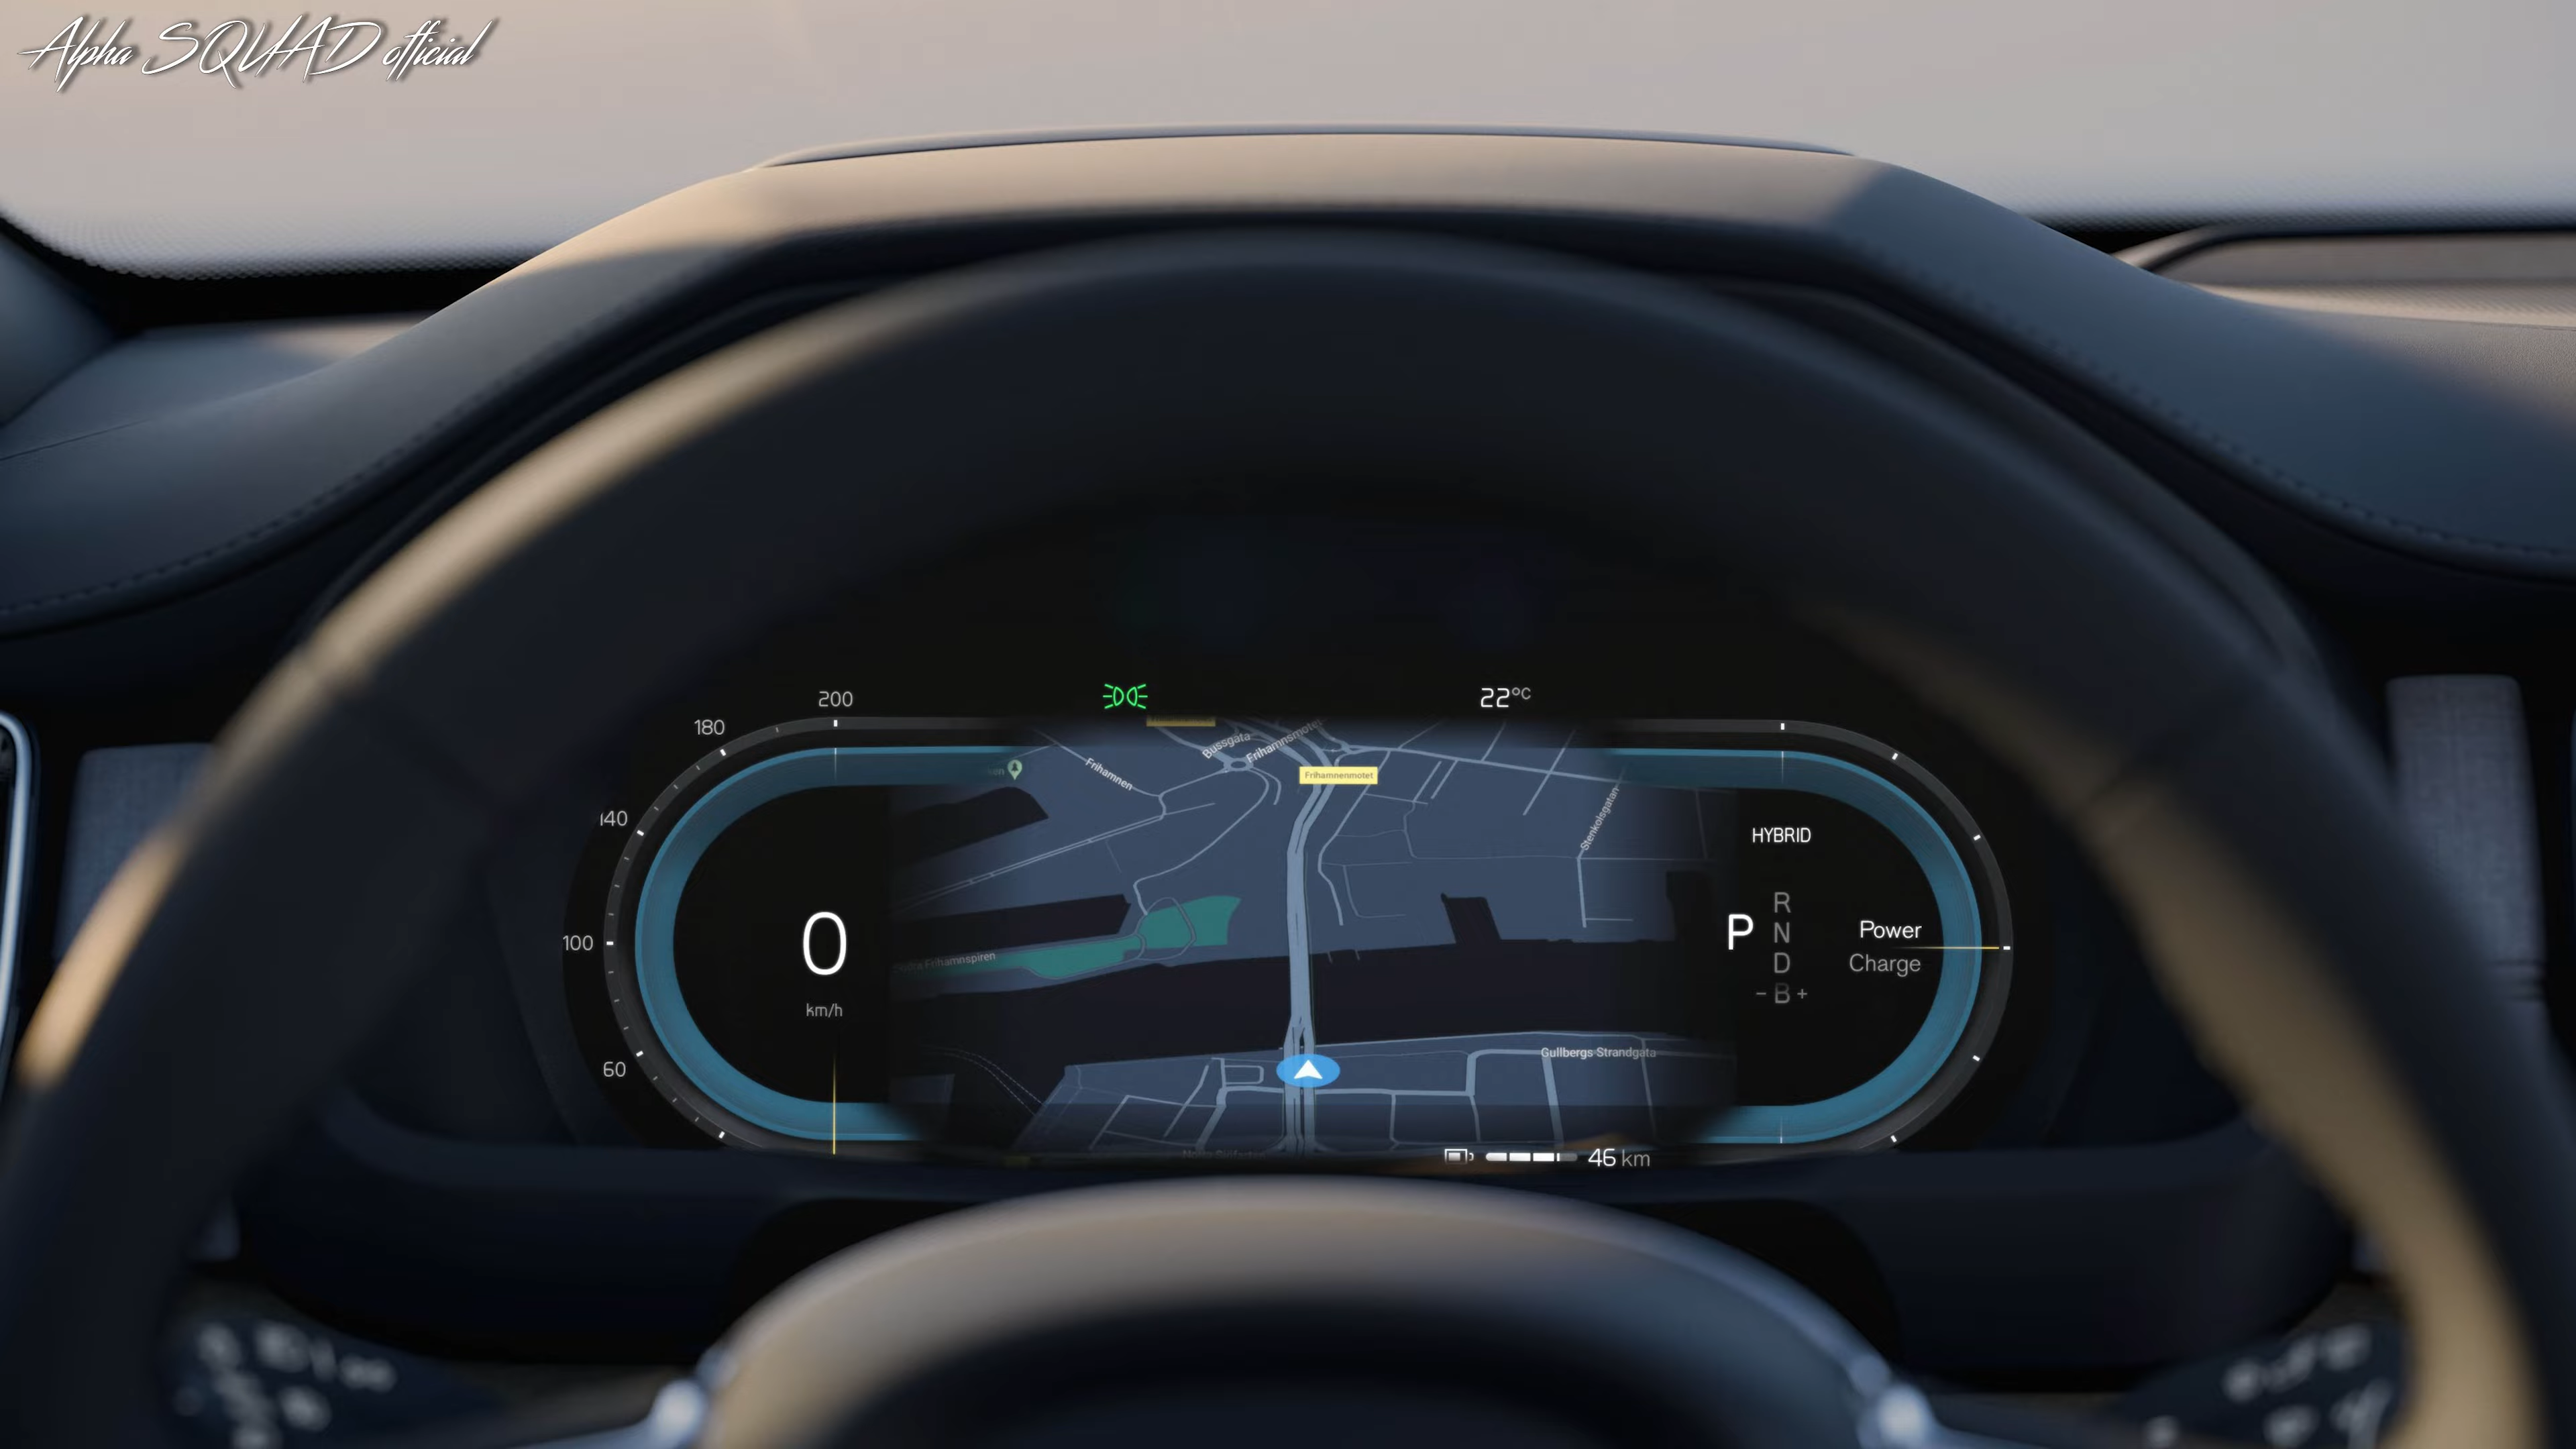 Alpha SQUAD official
200
22°C
180
Bussgata
Frihamnsmotet
Frihamnen
Frihamnenmotet
Stenkolsgatan
140
HYBRID
R
P
N
D
- B +
Power
Charge
100
0
km/h
Frihamnspiren
60
Gullbergs Strandgata
46 km